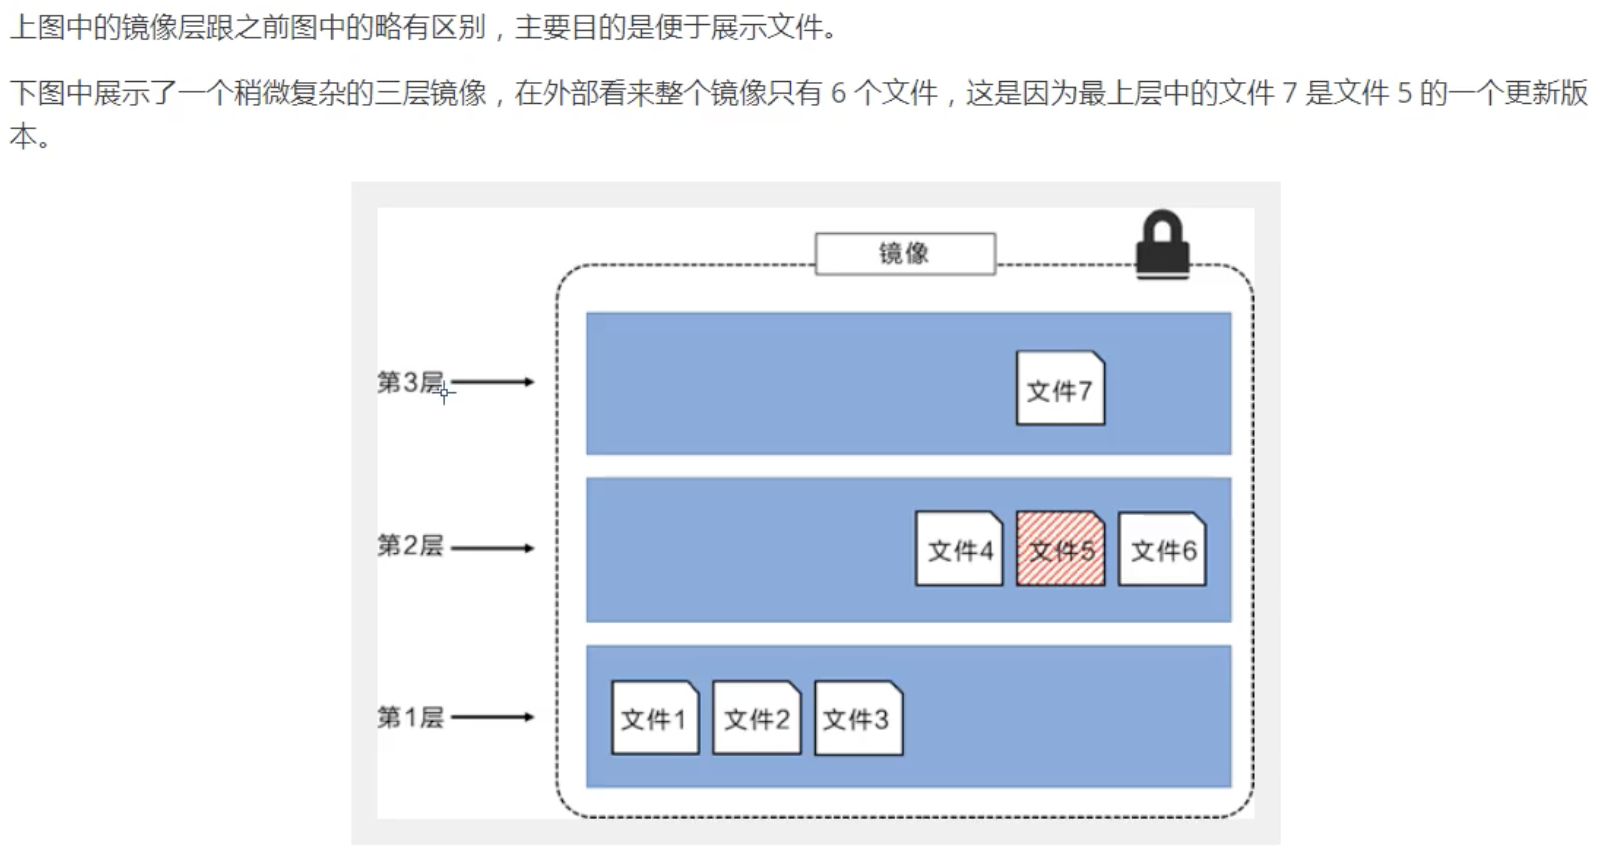 上图中的镜像层跟之前图中的略有区别，主要目的是便于展示文件。
下图中展示了一个稍微复杂的三层镜像，在外部看来整个镜像只有 6 个文件，这是因为最上层中的文件 7 是文件 5 的一个更新版
本。
镜像
第3层
文件7
第2层
文件4
文件5
文件6
第1层
文件1
文件2
文件3